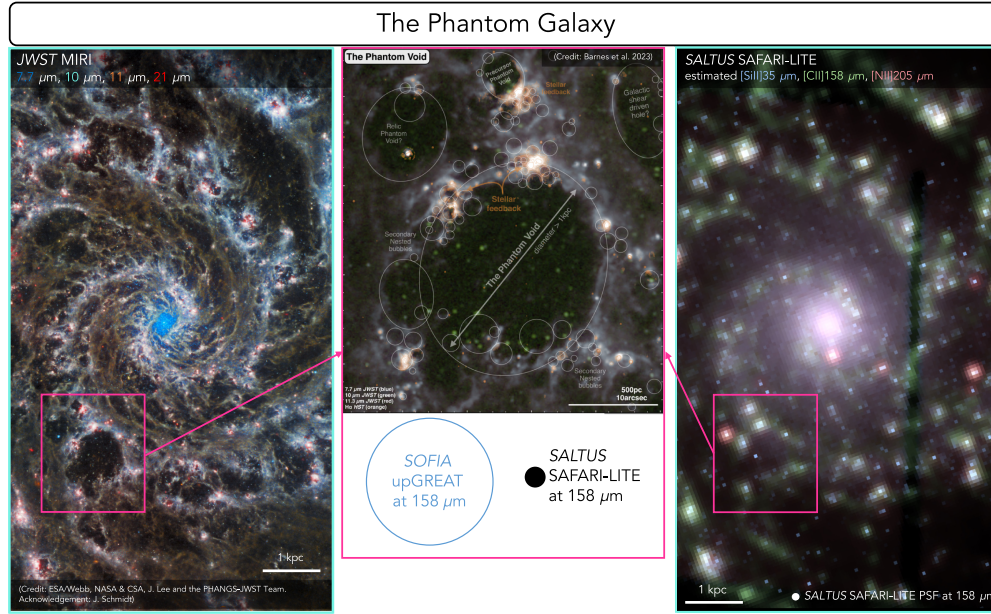 The Phantom Galaxy
JWST MIRI
7.7 μm, 10 μm, 11 μm, 21 μm
1 kpc
(Credit: ESA/Webb, NASA & CSA, J. Lee and the PHANGS-JWST Team.
Acknowledgement: J. Schmidt)
The Phantom Void
(Credit: Barnes et al. 2023)
Precursor
Phantom
Void
Stellar
feedback
Galactic
shear
driven
hole?
Relic
Phantom
Void?
Stellar
feedback
The Phantom Void
diameter > 1kpc
Secondary
Nested
bubbles
Secondary
Nested
bubbles
7.7 μm JWST (blue)
10 μm JWST (green)
11.3 μm JWST (red)
Hα HST (orange)
500pc
10arcsec
SOFIA
upGREAT
at 158 μm
SALTUS
SAFARI-LITE
at 158 μm
SALTUS SAFARI-LITE
estimated [SiII]35 μm, [CII]158 μm, [NII]205 μm
1 kpc
SALTUS SAFARI-LITE PSF at 158 μm